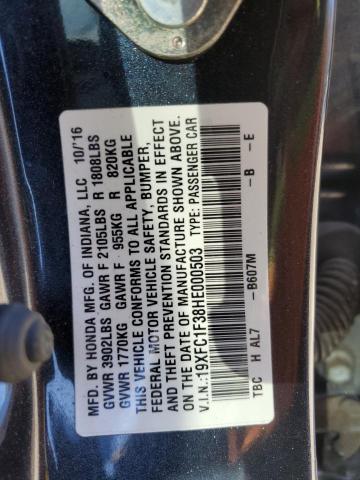 MFD. BY HONDA MFG. OF INDIANA, LLC 10/'16
GVWR 3902LBS GAWR F 2105LBS R 1808LBS
GVWR 1770KG GAWR F 955KG R 820KG
THIS VEHICLE CONFORMS TO ALL APPLICABLE
FEDERAL MOTOR VEHICLE SAFETY, BUMPER,
AND THEFT PREVENTION STANDARDS IN EFFECT
ON THE DATE OF MANUFACTURE SHOWN ABOVE.
V.I.N.:19XFC1F38HE000503 TYPE: PASSENGER CAR
TBC H AL7 -B607M -B -E